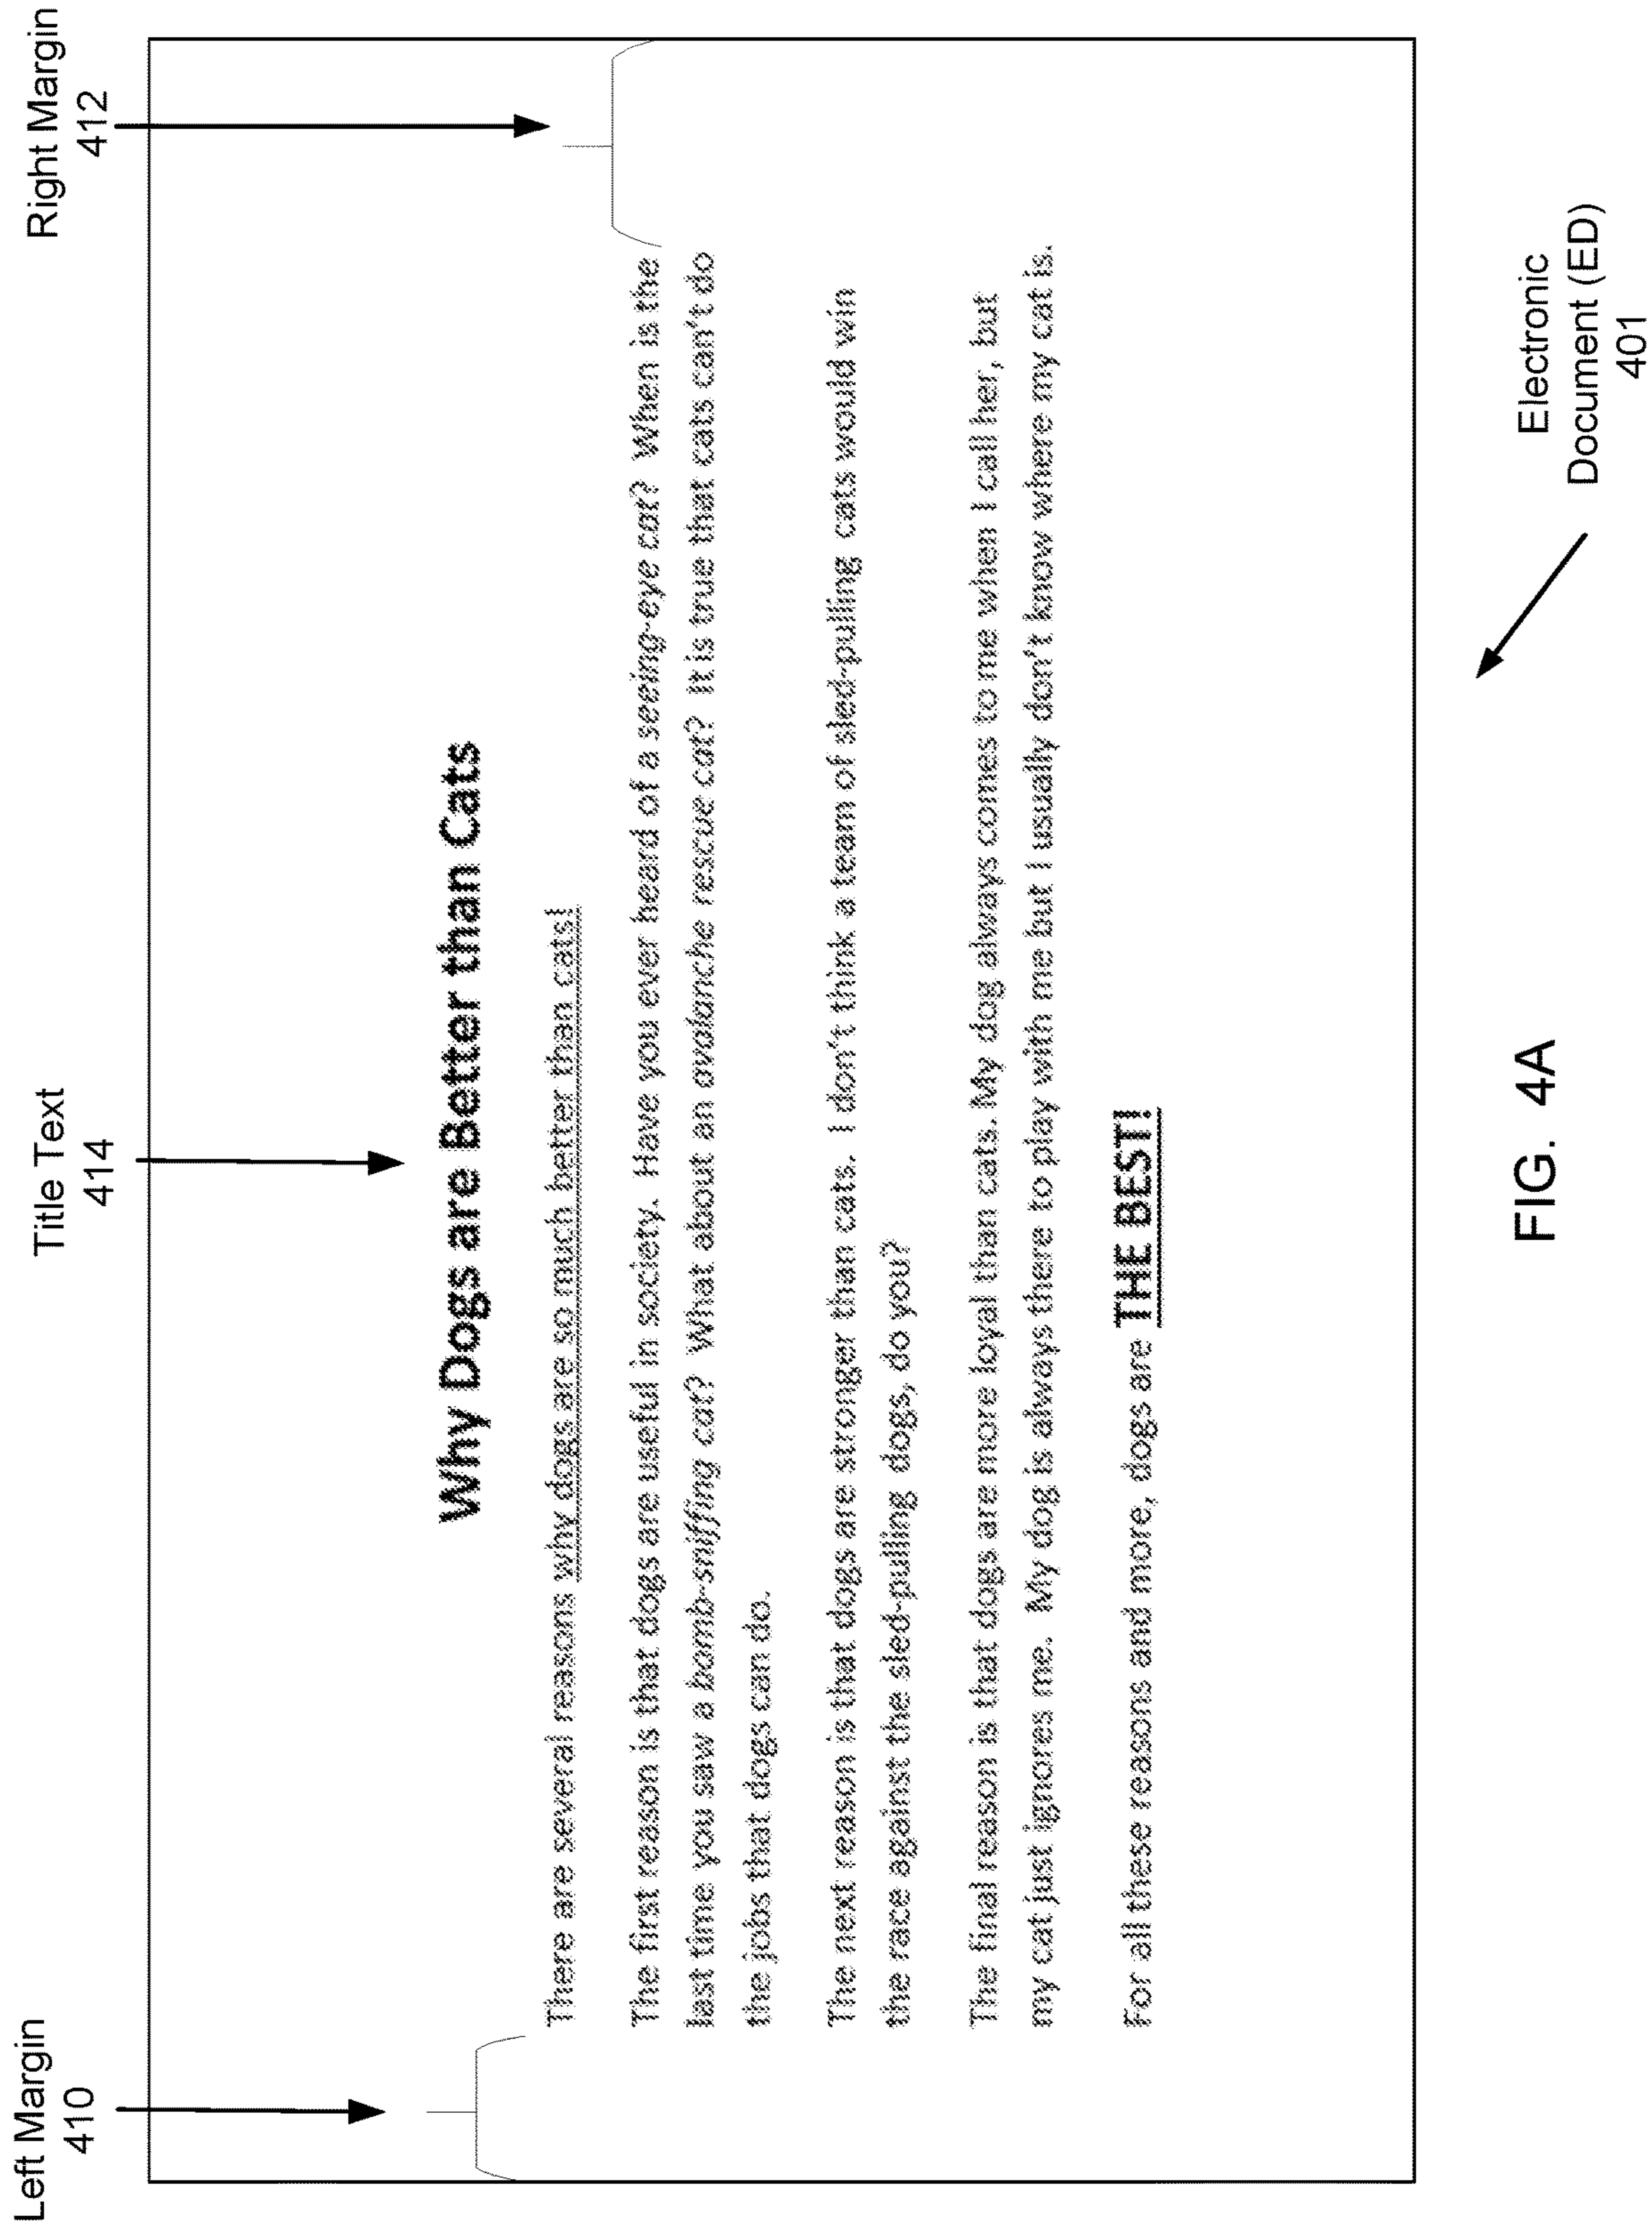 Left Margin
410
Title Text
414
Right Margin
412
Why Dogs are Better than Cats
There are several reasons why dogs are so much better than cats!
The first reason is that dogs are useful in society. Have you ever heard of a seeing-eye cat? When is the
last time you saw a bomb-sniffing cat? What about an avalanche rescue cat? It is true that cats can't do
the jobs that dogs can do.
The next reason is that dogs are stronger than cats. I don't think a team of sled-pulling cats would win
the race against the sled-pulling dogs, do you?
The final reason is that dogs are more loyal than cats. My dog always comes to me when I call her, but
my cat just ignores me. My dog is always there to play with me but I usually don't know where my cat is.
For all these reasons and more, dogs are THE BEST!
Electronic
Document (ED)
401
FIG. 4A